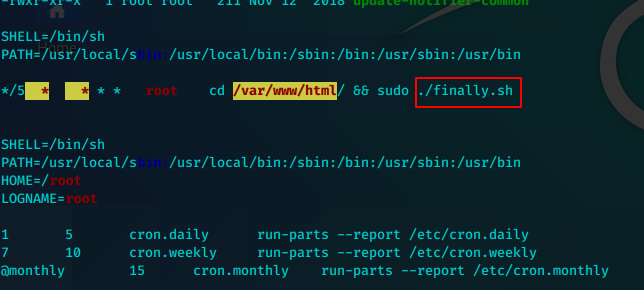 -rwxr-xr-x 1 root root 211 Nov 12 2018 update-notifier-common
Home
SHELL=/bin/sh
PATH=/usr/local/sbin:/usr/local/bin:/sbin:/bin:/usr/sbin:/usr/bin
*/5 * * * * root cd /var/www/html/ && sudo ./finally.sh
SHELL=/bin/sh
PATH=/usr/local/sbin:/usr/local/bin:/sbin:/bin:/usr/sbin:/usr/bin
HOME=/root
LOGNAME=root
1 5 cron.daily run-parts --report /etc/cron.daily
7 10 cron.weekly run-parts --report /etc/cron.weekly
@monthly 15 cron.monthly run-parts --report /etc/cron.monthly